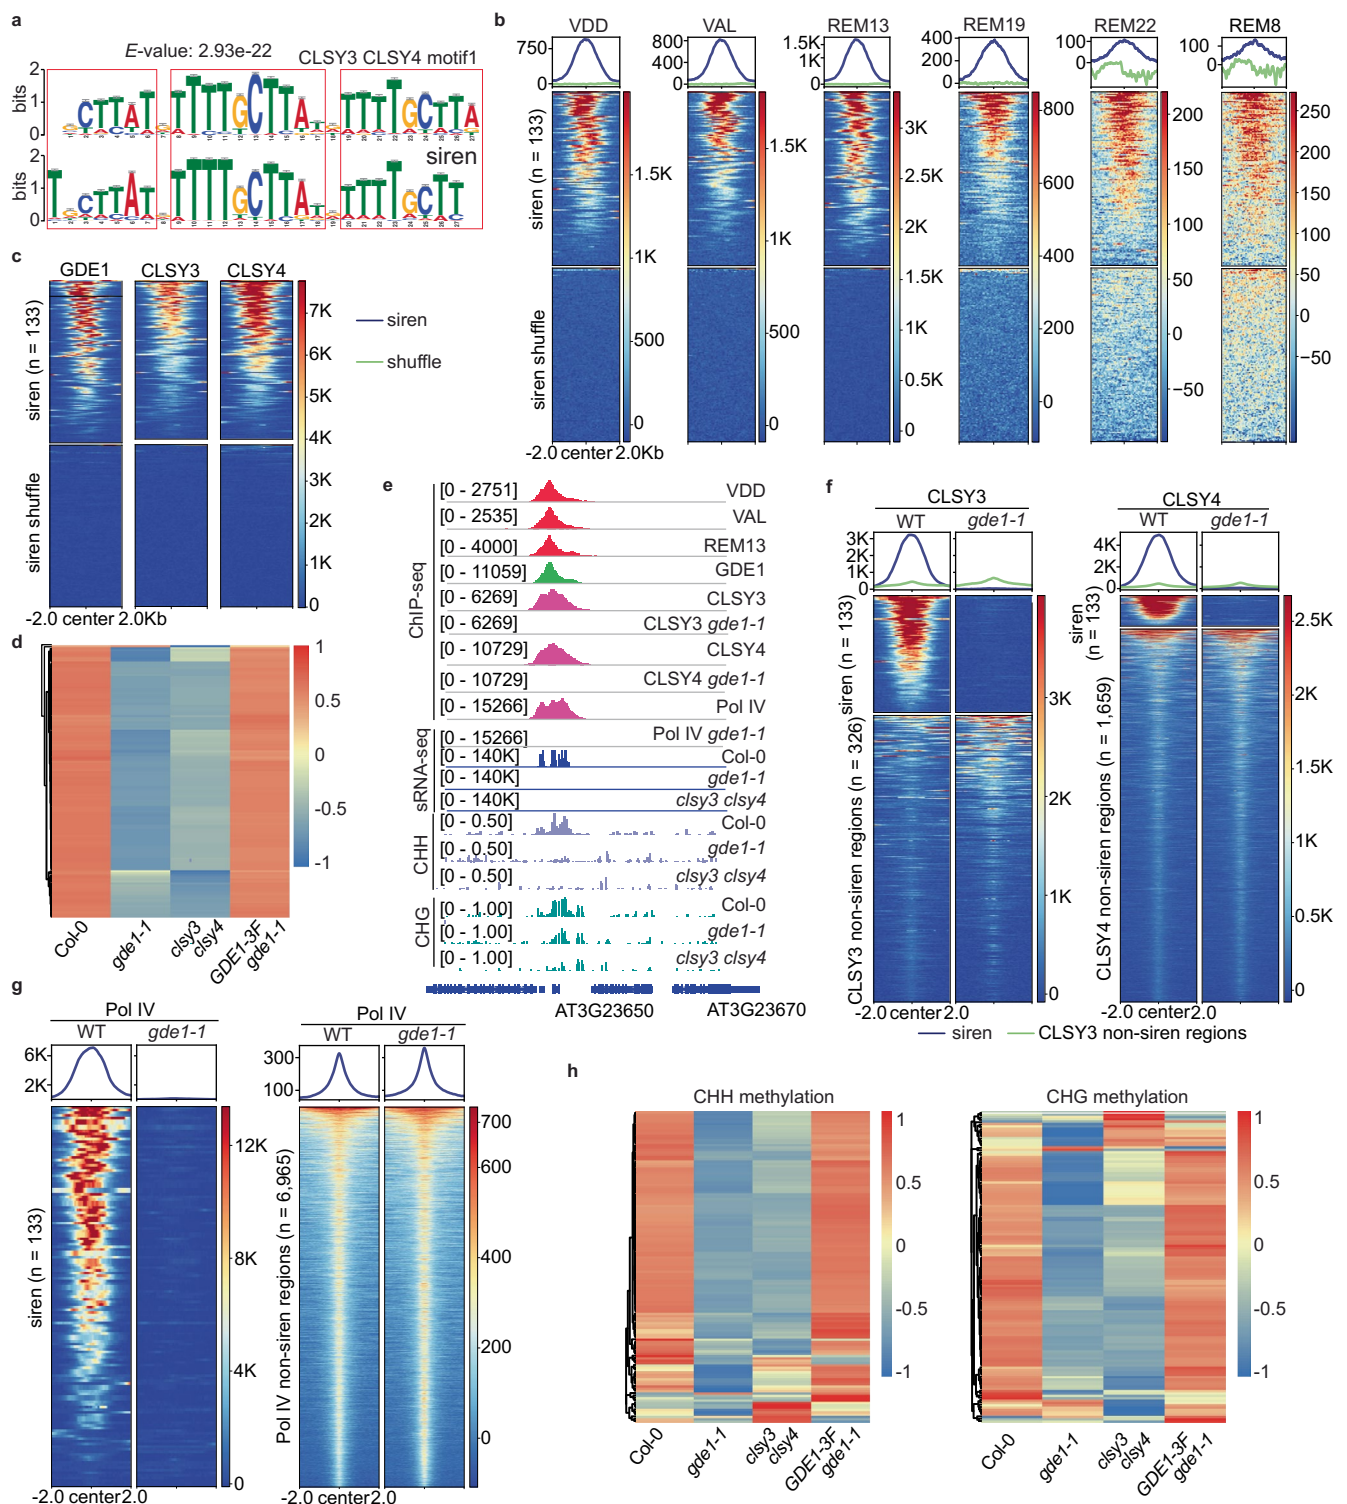 a
E-value: 2.93e-22
CLSY3 CLSY4 motif1
bits
2
1
0
siren
bits
2
1
0
b
VDD
VAL
REM13
REM19
REM22
REM8
750
0
800
400
0
1.5K
1K
0
400
200
0
100
0
100
0
siren (n = 133)
siren shuffle
1.5K
1K
500
0
1.5K
1K
500
0
3K
2.5K
2K
1.5K
1K
0.5K
0
800
600
400
200
0
200
150
100
50
0
−50
250
200
150
100
50
0
−50
-2.0 center 2.0Kb
c
GDE1
CLSY3
CLSY4
siren (n = 133)
siren shuffle
7K
6K
5K
4K
3K
2K
1K
0
siren
shuffle
-2.0 center 2.0Kb
d
1
0.5
0
-0.5
-1
Col-0
gde1-1
clsy3 clsy4
GDE1-3F gde1-1
e
ChIP-seq
[0 - 2751] VDD
[0 - 2535] VAL
[0 - 4000] REM13
[0 - 11059] GDE1
[0 - 6269] CLSY3
[0 - 6269] CLSY3 gde1-1
[0 - 10729] CLSY4
[0 - 10729] CLSY4 gde1-1
[0 - 15266] Pol IV
[0 - 15266] Pol IV gde1-1
sRNA-seq
[0 - 140K] Col-0
[0 - 140K] gde1-1
[0 - 140K] clsy3 clsy4
CHH
[0 - 0.50] Col-0
[0 - 0.50] gde1-1
[0 - 0.50] clsy3 clsy4
CHG
[0 - 1.00] Col-0
[0 - 1.00] gde1-1
[0 - 1.00] clsy3 clsy4
AT3G23650
AT3G23670
f
CLSY3
WT
gde1-1
3K
2K
1K
0
siren (n = 133)
CLSY3 non-siren regions (n = 326)
3K
2K
1K
0
-2.0 center 2.0
CLSY4
WT
gde1-1
4K
2K
0
siren (n = 133)
CLSY4 non-siren regions (n = 1,659)
2.5K
2K
1.5K
1K
0.5K
0
-2.0 center 2.0
siren
CLSY3 non-siren regions
g
Pol IV
WT
gde1-1
6K
2K
siren (n = 133)
12K
8K
4K
0
-2.0 center2.0
Pol IV
WT
gde1-1
300
100
Pol IV non-siren regions (n = 6,965)
700
600
400
200
0
-2.0 center2.0
h
CHH methylation
1
0.5
0
-0.5
-1
Col-0
gde1-1
clsy3 clsy4
GDE1-3F gde1-1
CHG methylation
1
0.5
0
-0.5
-1
Col-0
gde1-1
clsy3 clsy4
GDE1-3F gde1-1